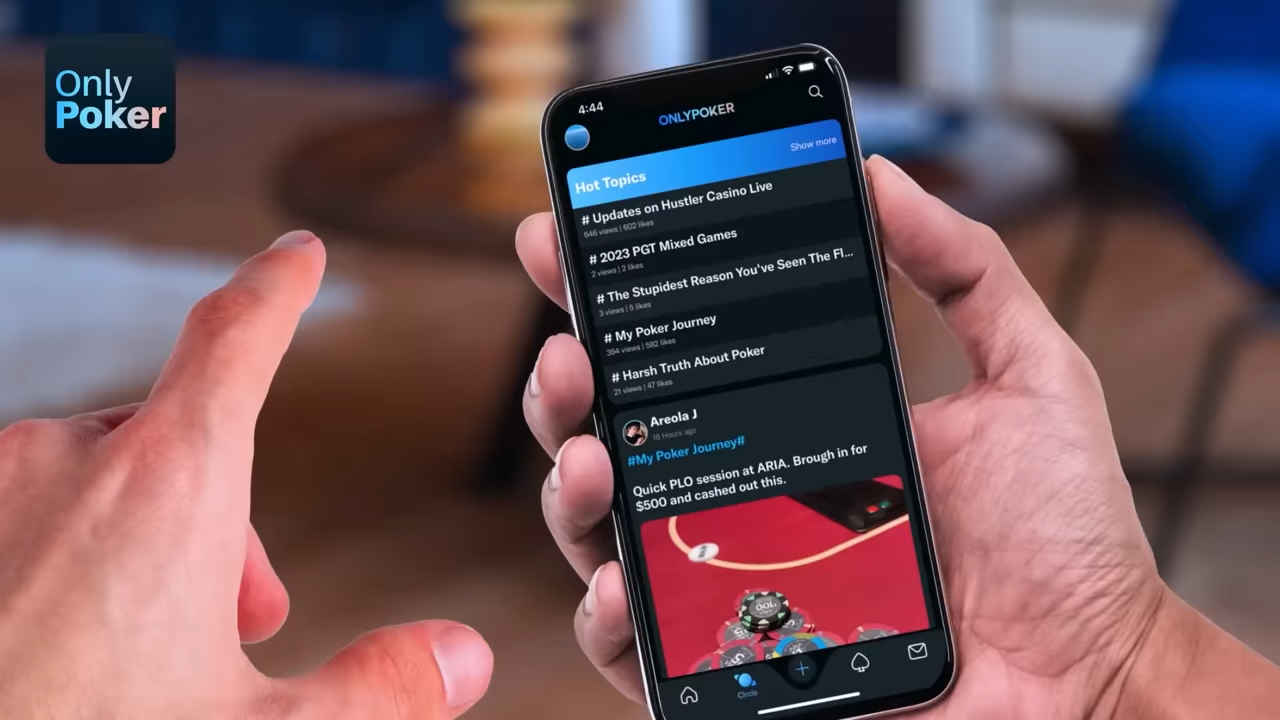 Only
Poker
4:44
ONLYPOKER
Show more
Hot Topics
# Updates on Hustler Casino Live
646 views | 602 likes
# 2023 PGT Mixed Games
2 views | 2 likes
# The Stupidest Reason You've Seen The Fl...
3 views | 5 likes
# My Poker Journey
394 views | 582 likes
# Harsh Truth About Poker
21 views | 47 likes
Areola J
16 Hours ago
#My Poker Journey#
Quick PLO session at ARIA. Brough in for
$500 and cashed out this.
100
Circle